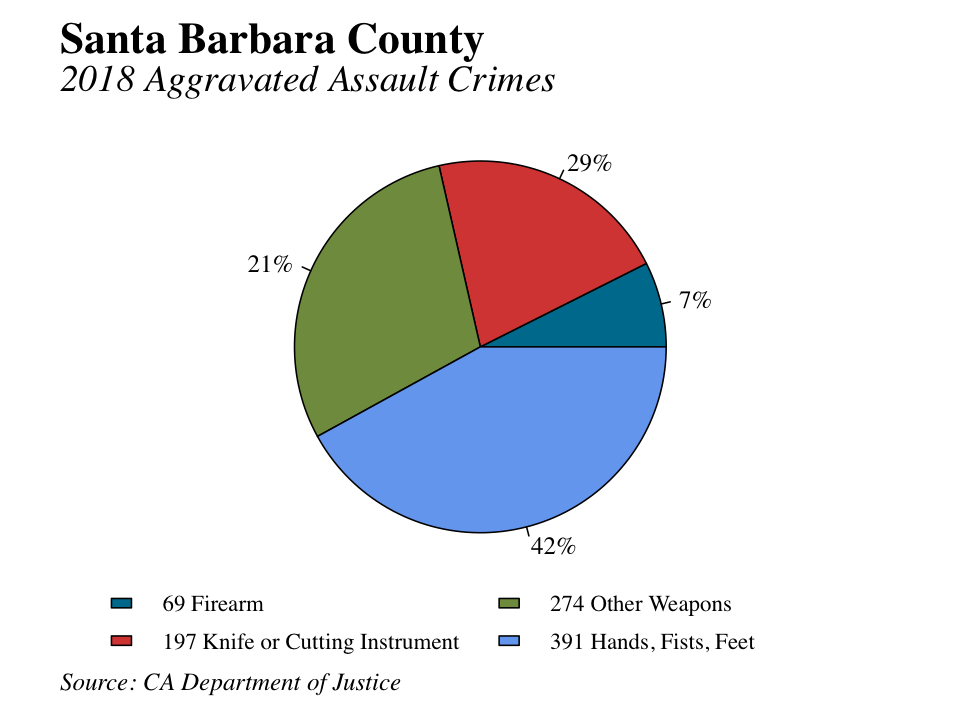 Santa Barbara County
2018 Aggravated Assault Crimes
29%
21%
7%
42%
69 Firearm
274 Other Weapons
197 Knife or Cutting Instrument
391 Hands, Fists, Feet
Source: CA Department of Justice